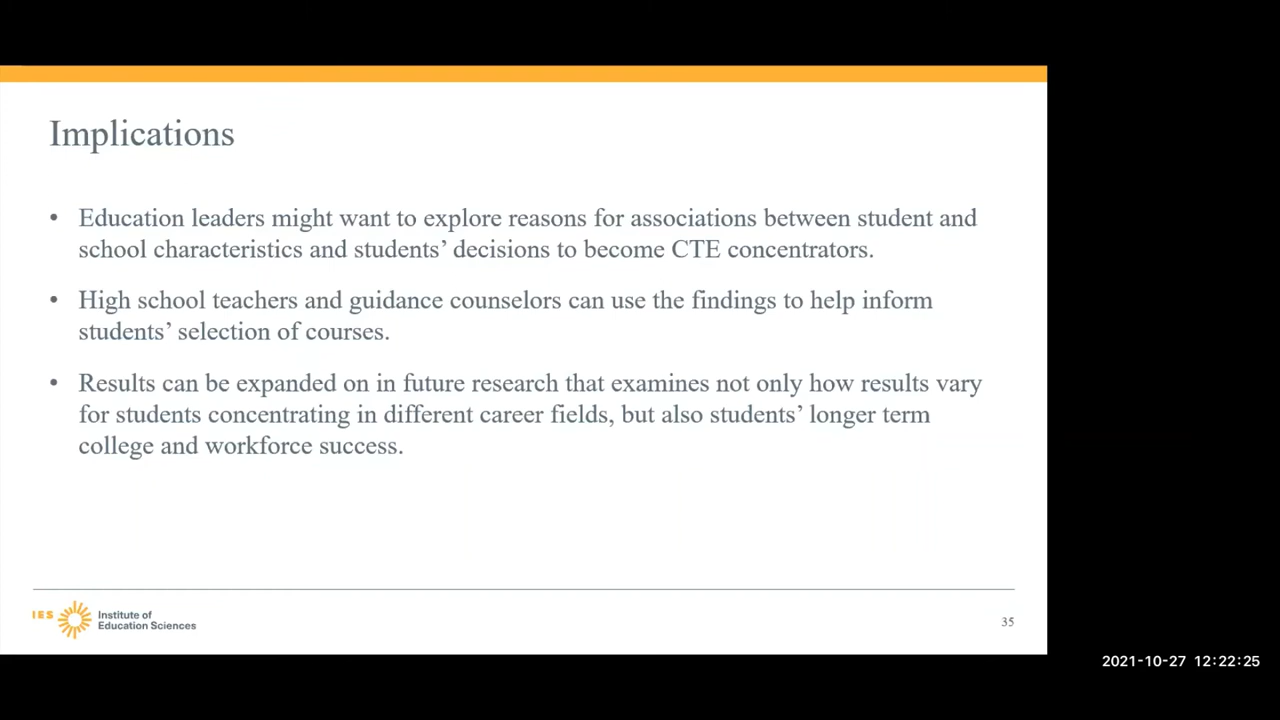 Implications
• Education leaders might want to explore reasons for associations between student and
school characteristics and students’ decisions to become CTE concentrators.
• High school teachers and guidance counselors can use the findings to help inform
students’ selection of courses.
• Results can be expanded on in future research that examines not only how results vary
for students concentrating in different career fields, but also students’ longer term
college and workforce success.
IES Institute of
Education Sciences
35
2021-10-27 12:22:25